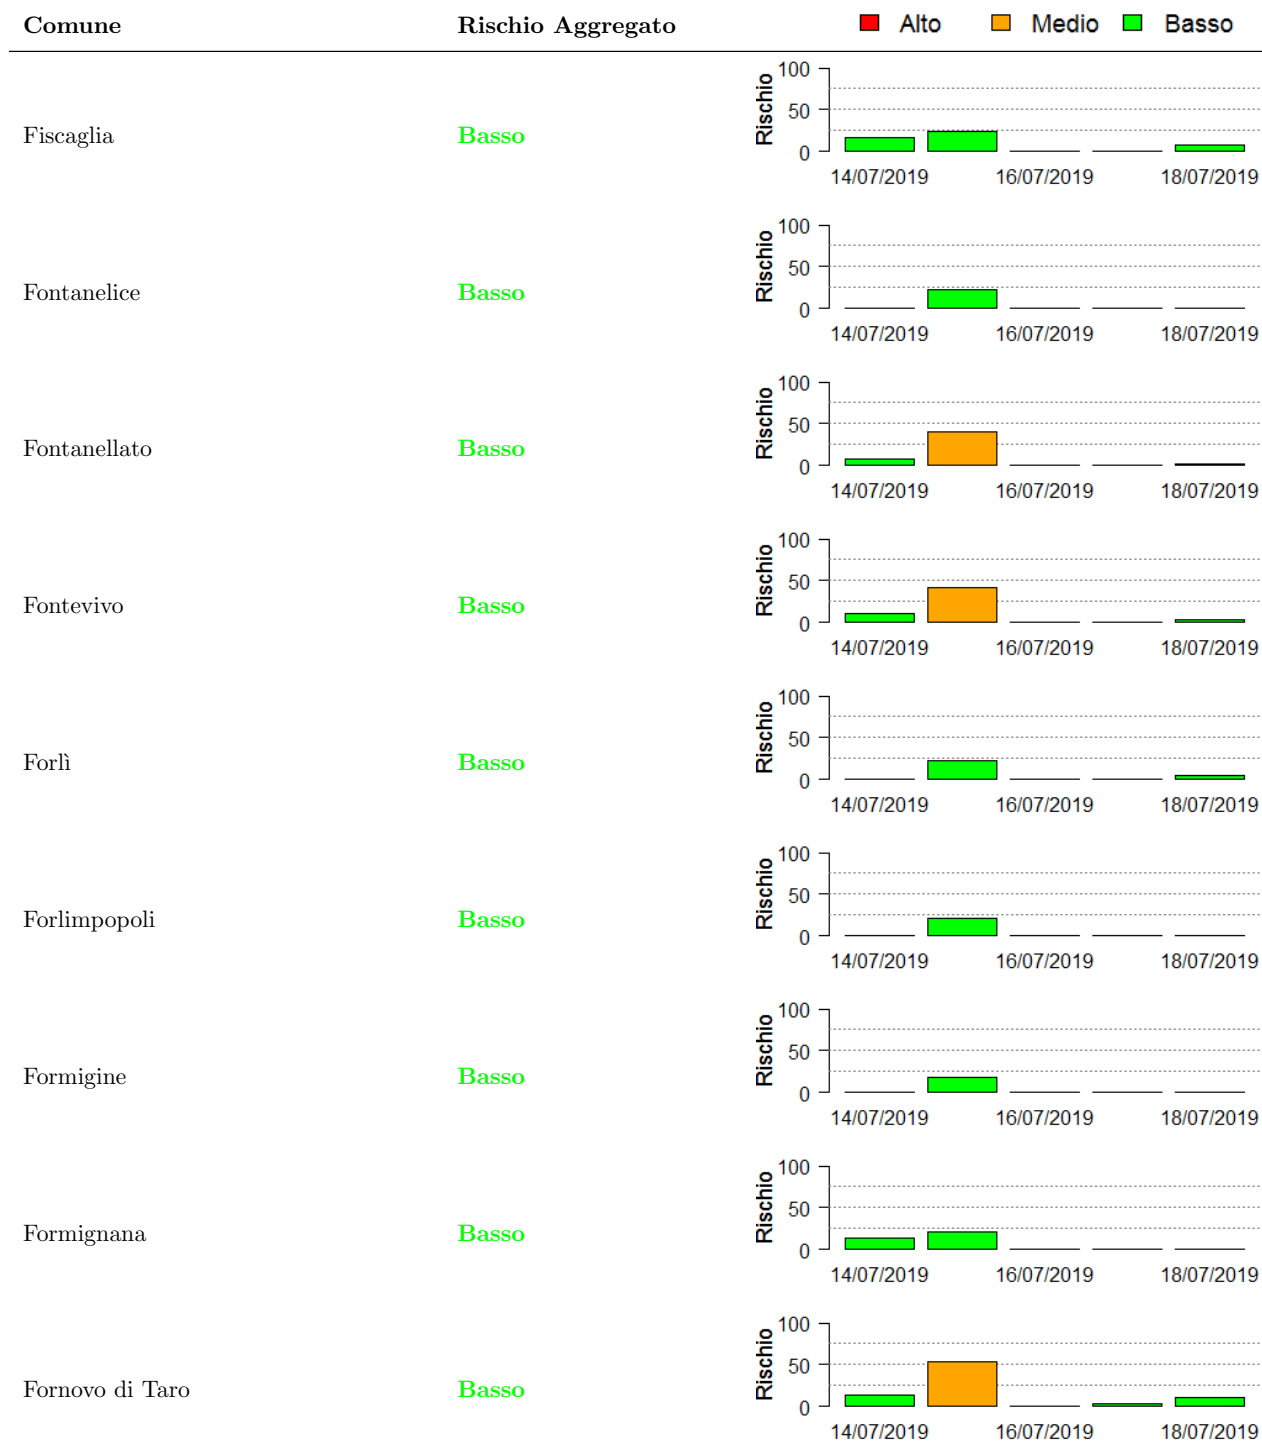 Comune Rischio Aggregato Alto Medio Basso
Fiscaglia Basso
Rischio
100
50
0
14/07/2019 16/07/2019 18/07/2019
Fontanelice Basso
Rischio
100
50
0
14/07/2019 16/07/2019 18/07/2019
Fontanellato Basso
Rischio
100
50
0
14/07/2019 16/07/2019 18/07/2019
Fontevivo Basso
Rischio
100
50
0
14/07/2019 16/07/2019 18/07/2019
Forlì Basso
Rischio
100
50
0
14/07/2019 16/07/2019 18/07/2019
Forlimpopoli Basso
Rischio
100
50
0
14/07/2019 16/07/2019 18/07/2019
Formigine Basso
Rischio
100
50
0
14/07/2019 16/07/2019 18/07/2019
Formignana Basso
Rischio
100
50
0
14/07/2019 16/07/2019 18/07/2019
Fornovo di Taro Basso
Rischio
100
50
0
14/07/2019 16/07/2019 18/07/2019